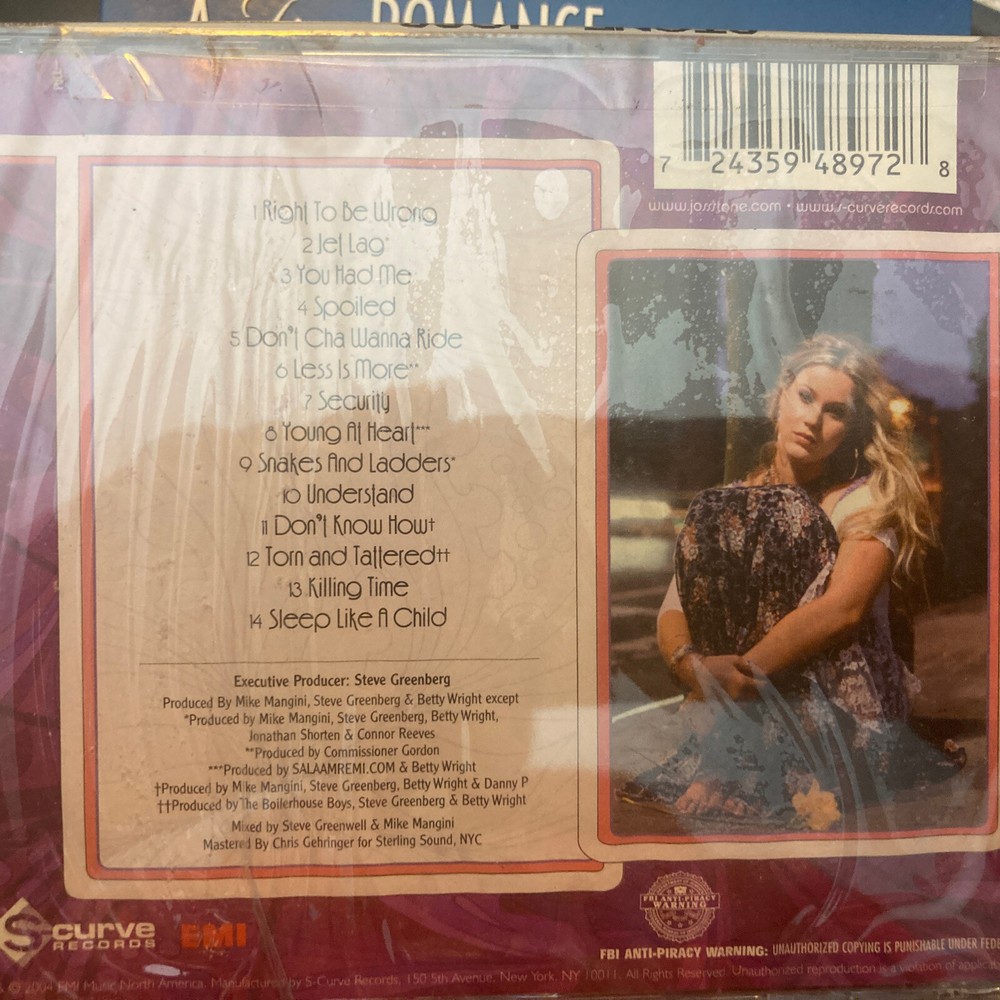 ROMANCE
7 24359 48972 8
www.jossstone.com • www.s-curverecords.com
1 Right To Be Wrong
2 Jet Lag*
3 You Had Me
4 Spoiled
5 Don't Cha Wanna Ride
6 Less Is More**
7 Security
8 Young At Heart***
9 Snakes And Ladders*
10 Understand
11 Don't Know How†
12 Torn and Tattered††
13 Killing Time
14 Sleep Like A Child
Executive Producer: Steve Greenberg
Produced By Mike Mangini, Steve Greenberg & Betty Wright except
*Produced by Mike Mangini, Steve Greenberg, Betty Wright,
Jonathan Shorten & Connor Reeves
**Produced by Commissioner Gordon
***Produced by SALAAMREMI.COM & Betty Wright
†Produced by Mike Mangini, Steve Greenberg, Betty Wright & Danny P
††Produced by The Boilerhouse Boys, Steve Greenberg & Betty Wright
Mixed by Steve Greenwell & Mike Mangini
Mastered By Chris Gehringer for Sterling Sound, NYC
S curve
RECORDS
EMI
FBI ANTI-PIRACY
WARNING
FBI ANTI-PIRACY WARNING: UNAUTHORIZED COPYING IS PUNISHABLE UNDER FEDE
& © 2004 EMI Music North America. Manufactured by S-Curve Records, 150 5th Avenue, New York, NY 10011. All Rights Reserved. Unauthorized reproduction is a violation of applicab